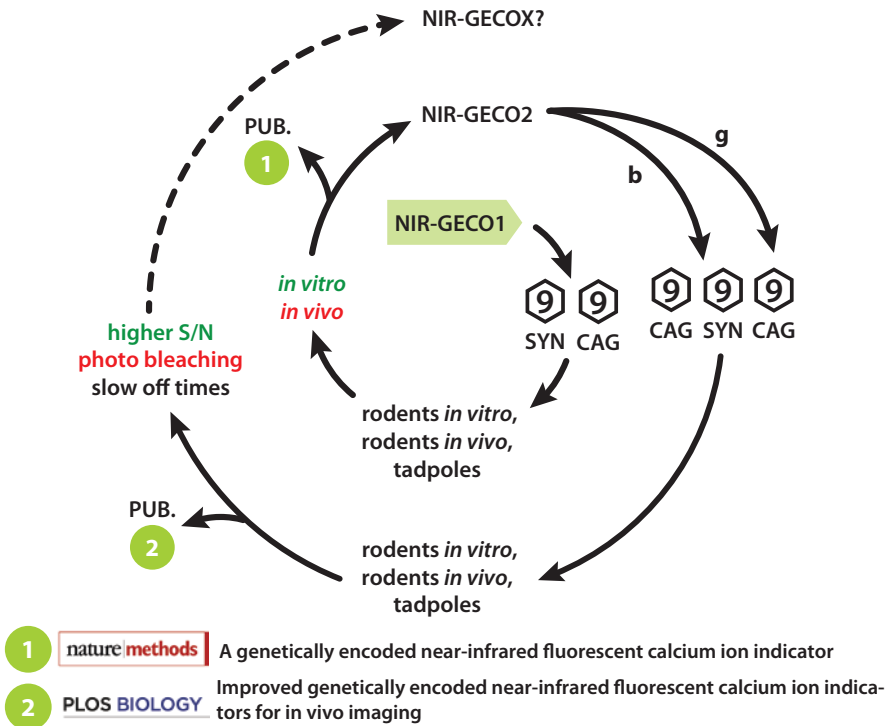 NIR-GECOX?
NIR-GECO2
PUB.
1
g
b
NIR-GECO1
in vitro
in vivo
9 9
SYN CAG
9 9 9
CAG SYN CAG
higher S/N
photo bleaching
slow off times
rodents in vitro,
rodents in vivo,
tadpoles
PUB.
2
rodents in vitro,
rodents in vivo,
tadpoles
1 nature methods A genetically encoded near-infrared fluorescent calcium ion indicator
2 PLOS BIOLOGY Improved genetically encoded near-infrared fluorescent calcium ion indica-
tors for in vivo imaging